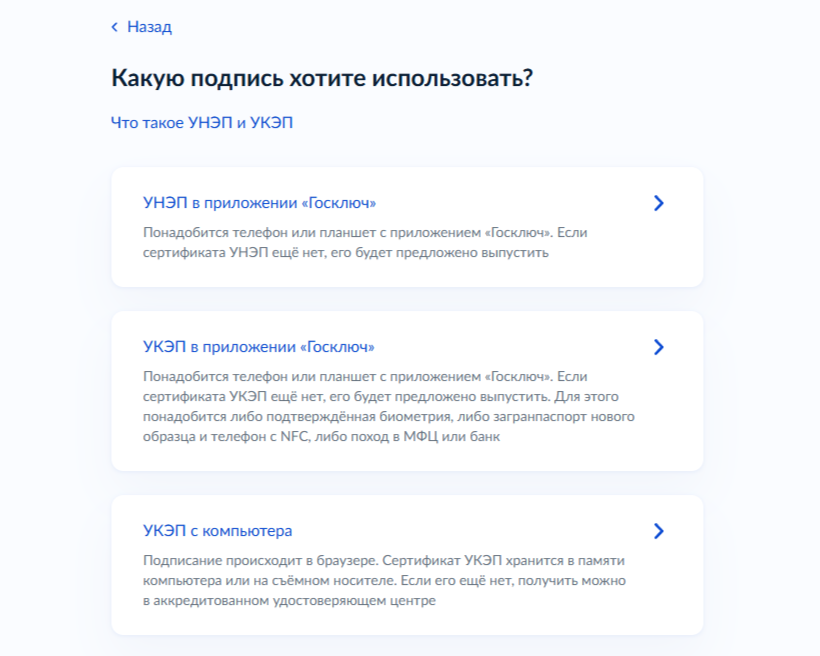 Назад
Какую подпись хотите использовать?
Что такое УНЭП и УКЭП
УНЭП в приложении «Госключ»
Понадобится телефон или планшет с приложением «Госключ». Если
сертификата УНЭП ещё нет, его будет предложено выпустить
УКЭП в приложении «Госключ»
Понадобится телефон или планшет с приложением «Госключ». Если
сертификата УКЭП ещё нет, его будет предложено выпустить. Для этого
понадобится либо подтверждённая биометрия, либо загранпаспорт нового
образца и телефон с NFC, либо поход в МФЦ или банк
УКЭП с компьютера
Подписание происходит в браузере. Сертификат УКЭП хранится в памяти
компьютера или на съёмном носителе. Если его ещё нет, получить можно
в аккредитованном удостоверяющем центре